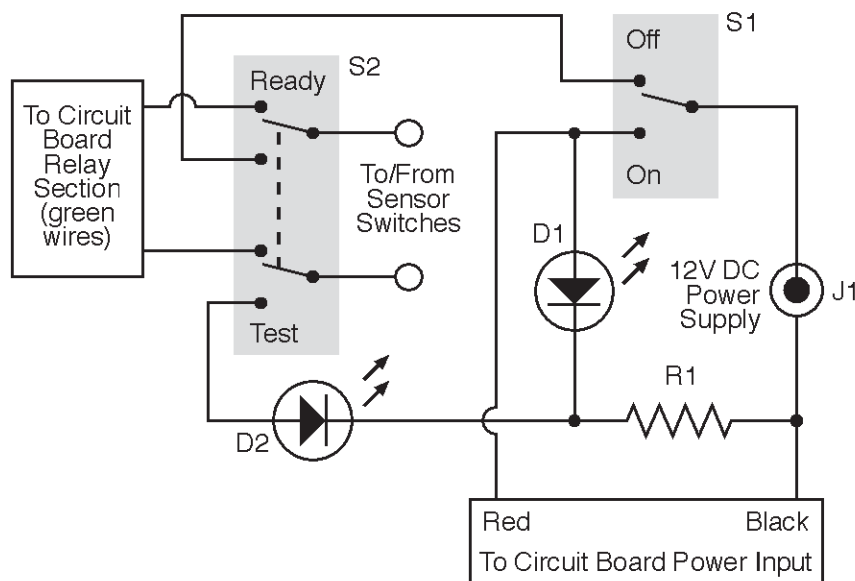 Off
S1
S2
Ready
To Circuit
Board
Relay
Section
(green
wires)
To/From
Sensor
Switches
On
D1
12V DC
Power
Supply
J1
Test
R1
D2
Red
Black
To Circuit Board Power Input